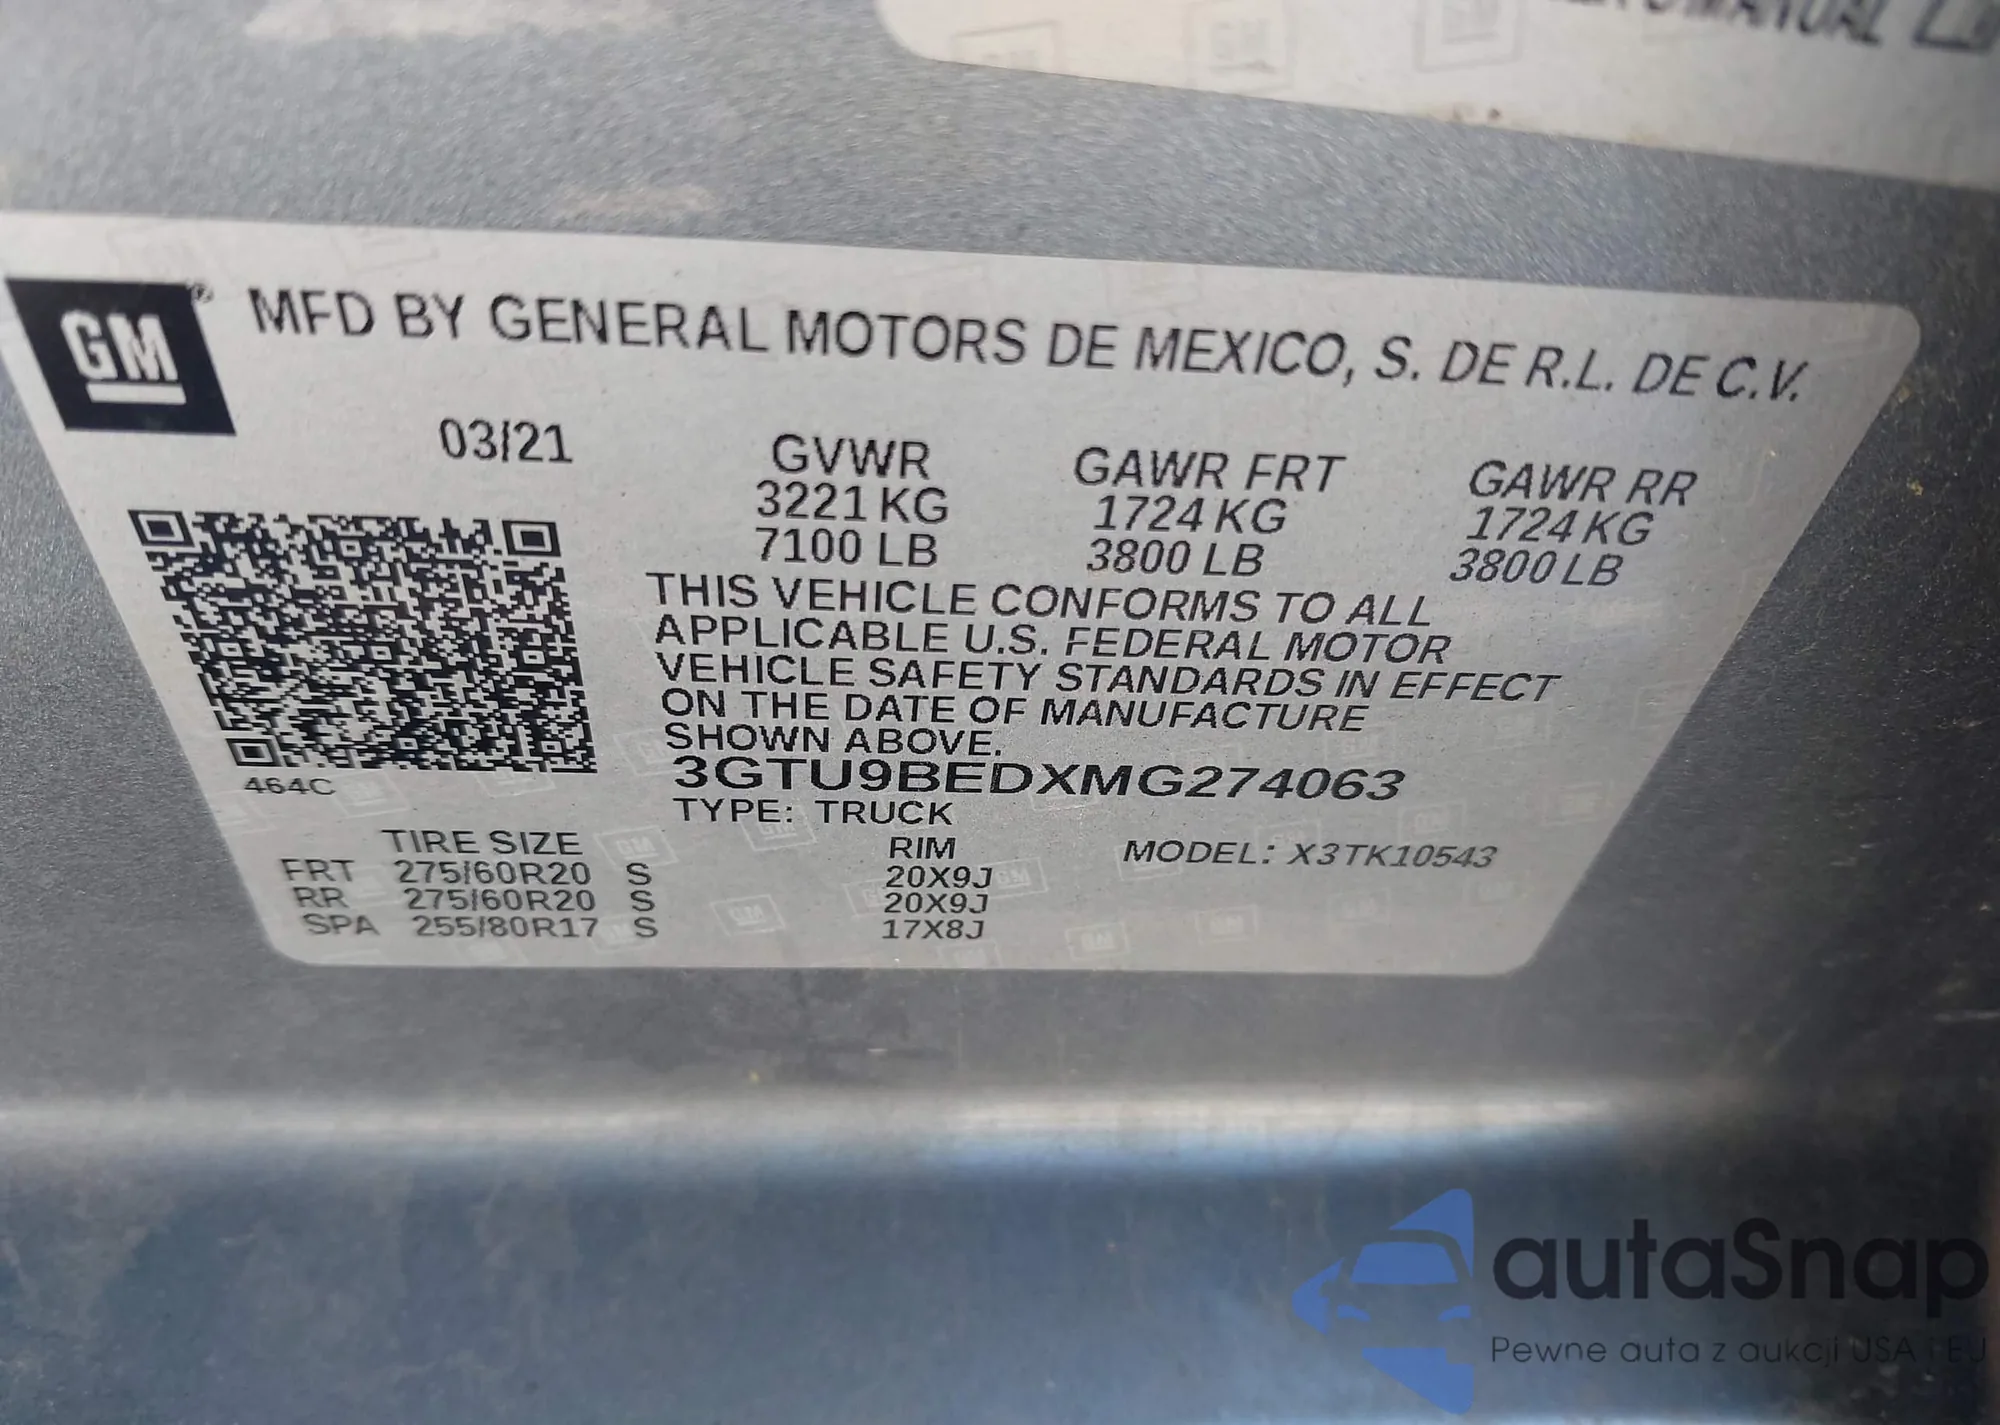 MANUAL
GM® MFD BY GENERAL MOTORS DE MEXICO, S. DE R.L. DE C.V.
03/21 GVWR GAWR FRT GAWR RR
3221 KG 1724 KG 1724 KG
7100 LB 3800 LB 3800 LB
THIS VEHICLE CONFORMS TO ALL
APPLICABLE U.S. FEDERAL MOTOR
VEHICLE SAFETY STANDARDS IN EFFECT
ON THE DATE OF MANUFACTURE
SHOWN ABOVE.
3GTU9BEDXMG274063
464C
TYPE: TRUCK
TIRE SIZE RIM MODEL: X3TK10543
FRT 275/60R20 S 20X9J
RR 275/60R20 S 20X9J
SPA 255/80R17 S 17X8J
autaSnap
Pewne auta z aukcji USA i EU